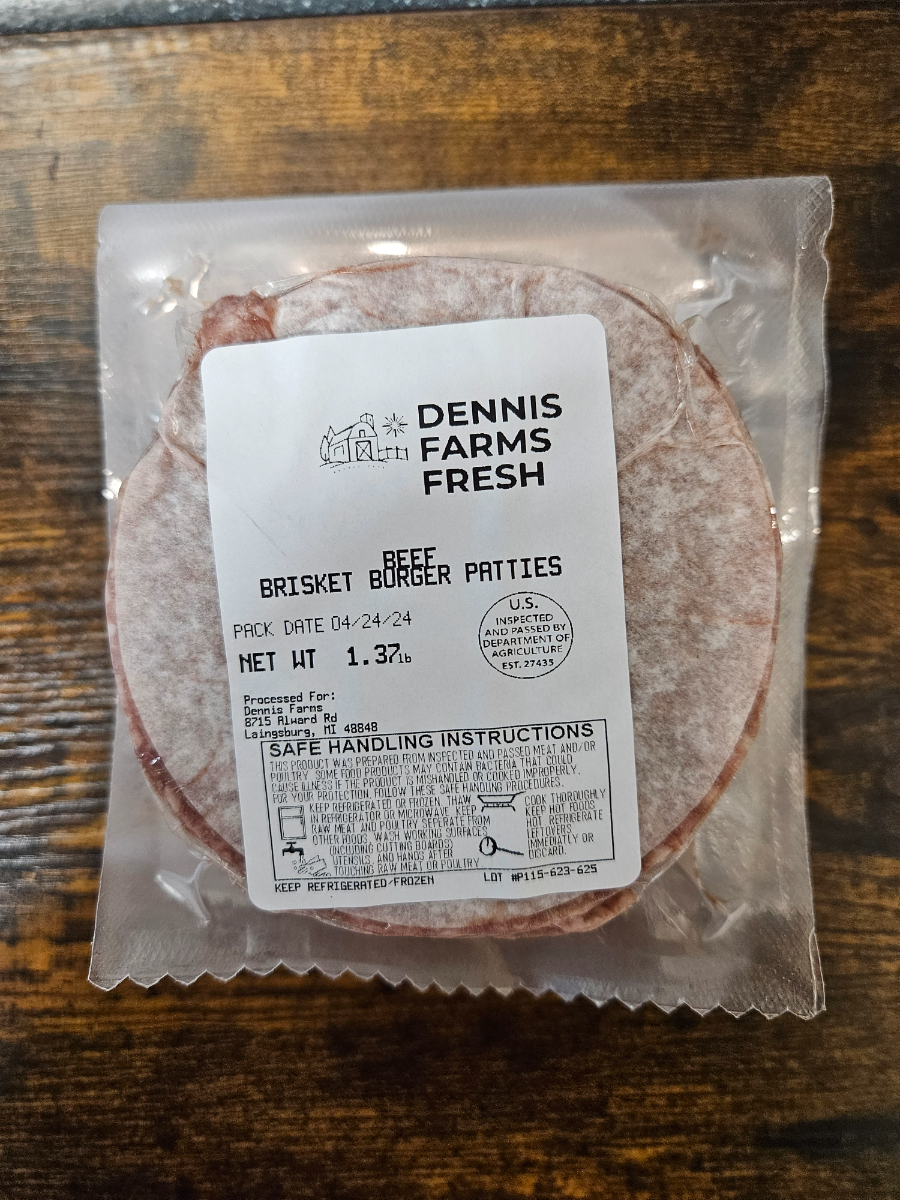 DENNIS
FARMS
FRESH
BEEF
BRISKET BURGER PATTIES
PACK DATE 04/24/24
NET WT 1.37lb
U.S.
INSPECTED
AND PASSED BY
DEPARTMENT OF
AGRICULTURE
EST. 27435
Processed For:
Dennis Farms
8715 Alward Rd
Laingsburg, MI 48848
SAFE HANDLING INSTRUCTIONS
THIS PRODUCT WAS PREPARED FROM INSPECTED AND PASSED MEAT AND/OR
POULTRY. SOME FOOD PRODUCTS MAY CONTAIN BACTERIA THAT COULD
CAUSE ILLNESS IF THE PRODUCT IS MISHANDLED OR COOKED IMPROPERLY.
FOR YOUR PROTECTION, FOLLOW THESE SAFE HANDLING PROCEDURES.
KEEP REFRIGERATED OR FROZEN. THAW
IN REFRIGERATOR OR MICROWAVE. KEEP
RAW MEAT AND POULTRY SEPERATE FROM
OTHER FOODS. WASH WORKING SURFACES
(INCLUDING CUTTING BOARDS)
UTENSILS, AND HANDS AFTER
TOUCHING RAW MEAT OR POULTRY
COOK THOROUGHLY
KEEP HOT FOODS
HOT. REFRIGERATE
LEFTOVERS
IMMEDIATLY OR
DISCARD.
KEEP REFRIGERATED/FROZEN
LOT #P115-623-625